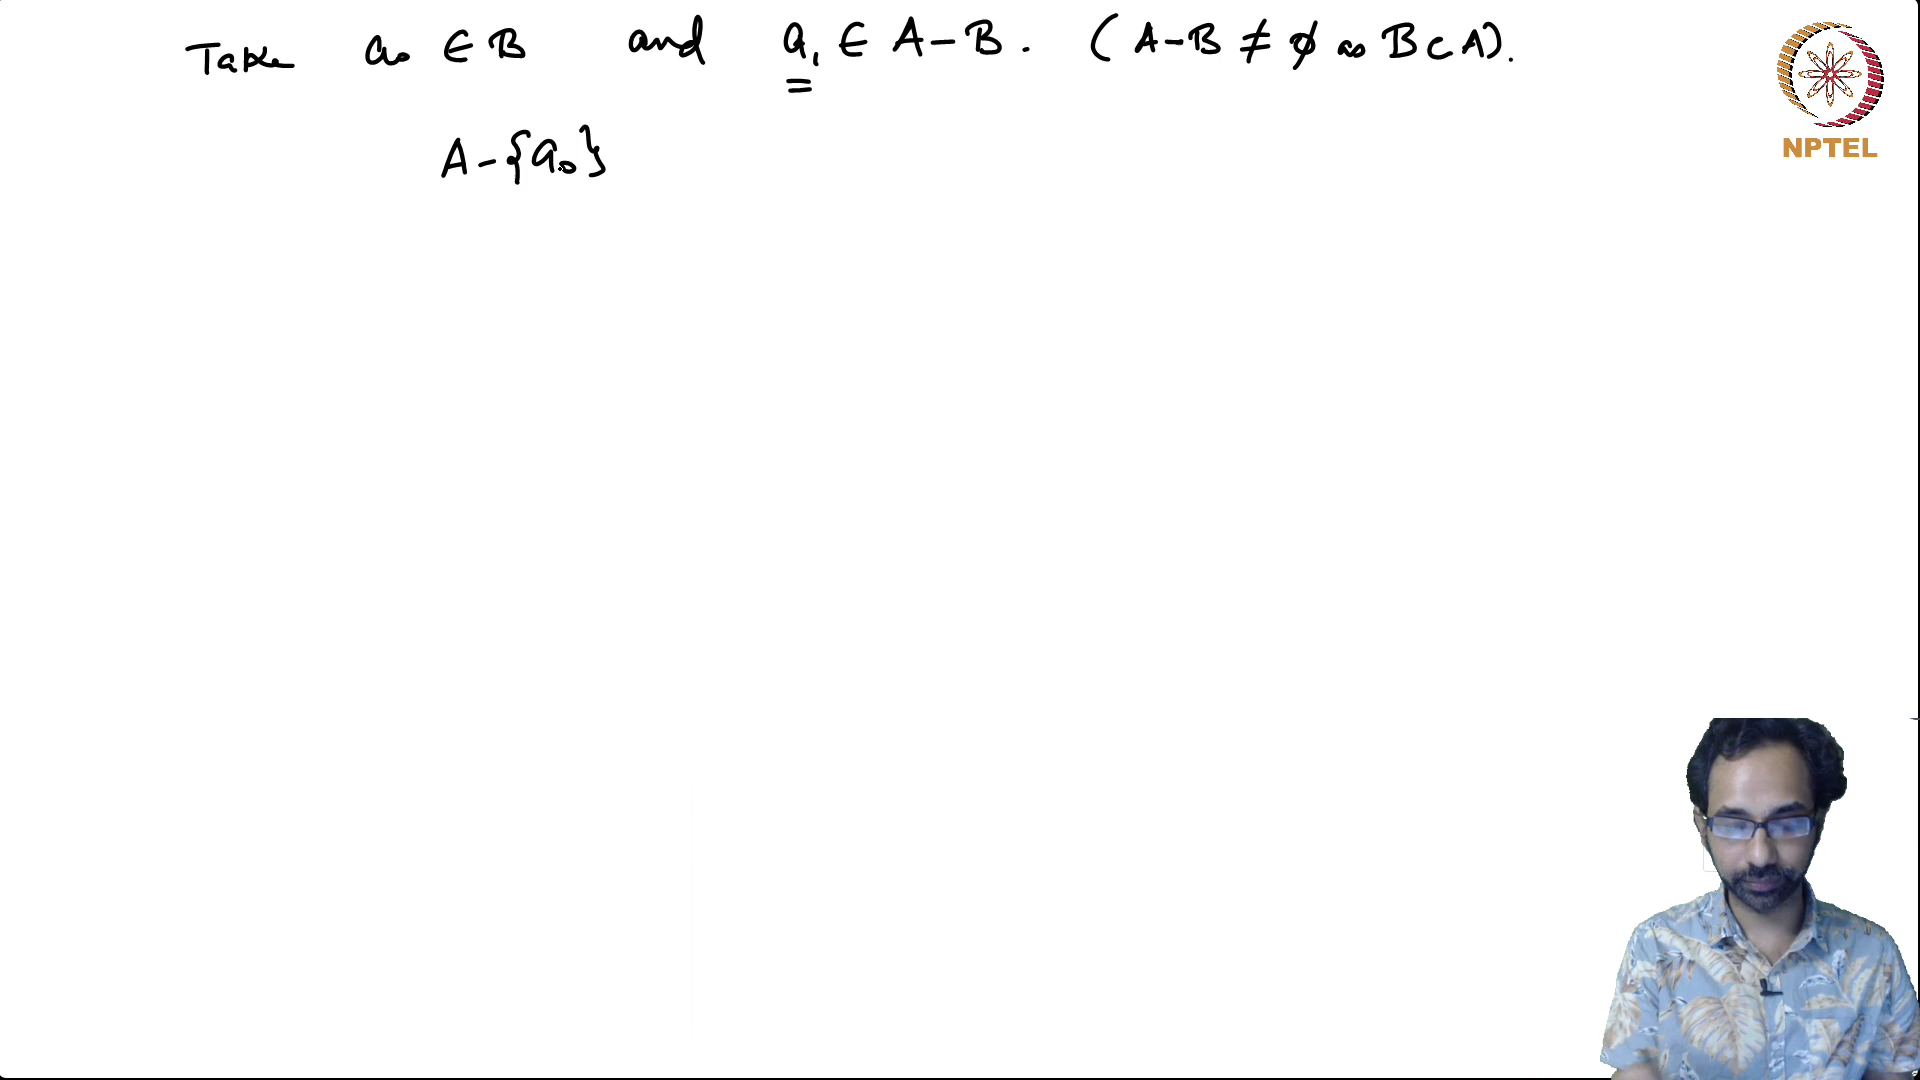 Take a₀ ∈ B and a₁ ∈ A – B. (A – B ≠ ϕ as B ⊂ A).
A – {a₀}
NPTEL